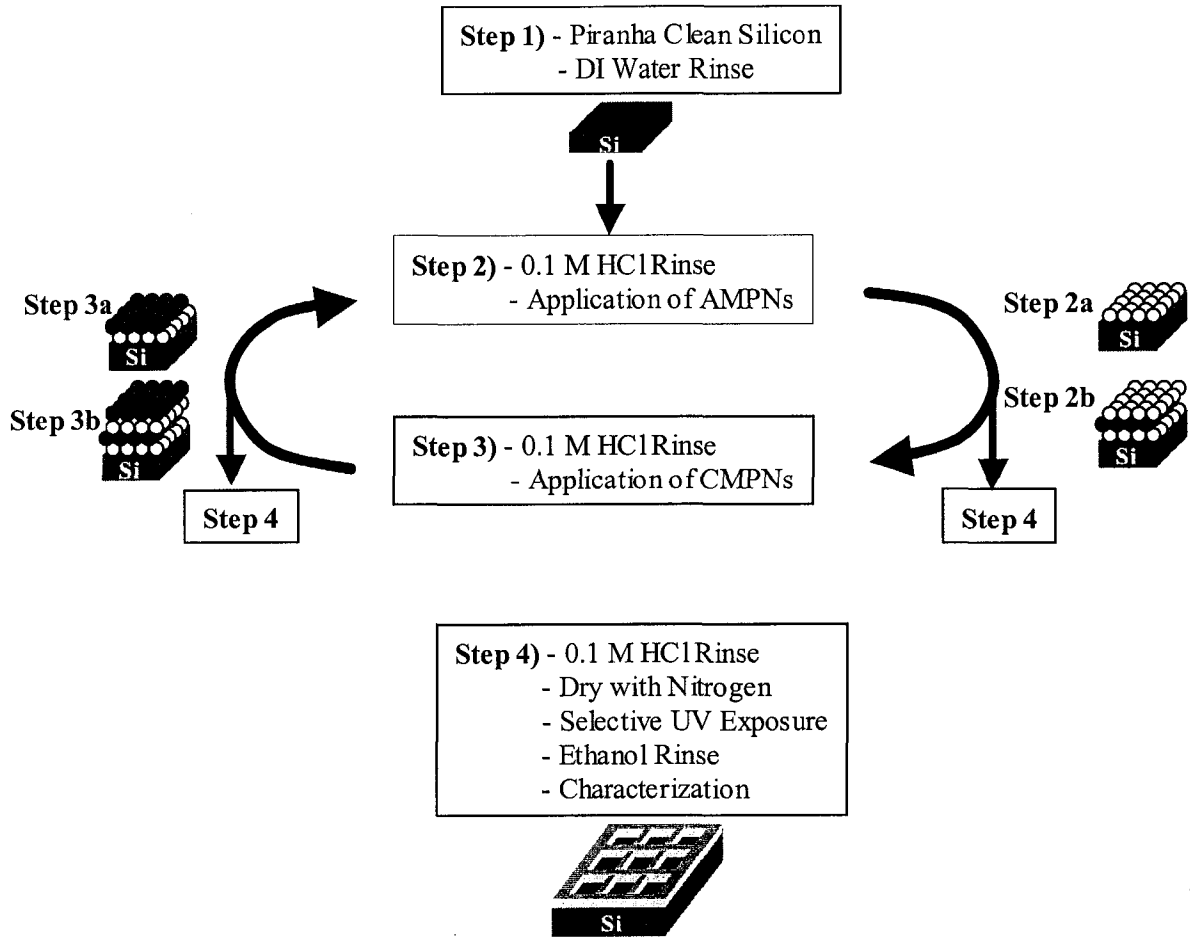 Step 1) - Piranha Clean Silicon
- DI Water Rinse
Si
Step 2) - 0.1 M HCl Rinse
- Application of AMPNs
Step 3a
Si
Step 2a
Si
Step 3b
Si
Step 2b
Si
Step 3) - 0.1 M HCl Rinse
- Application of CMPNs
Step 4
Step 4
Step 4) - 0.1 M HCl Rinse
- Dry with Nitrogen
- Selective UV Exposure
- Ethanol Rinse
- Characterization
Si